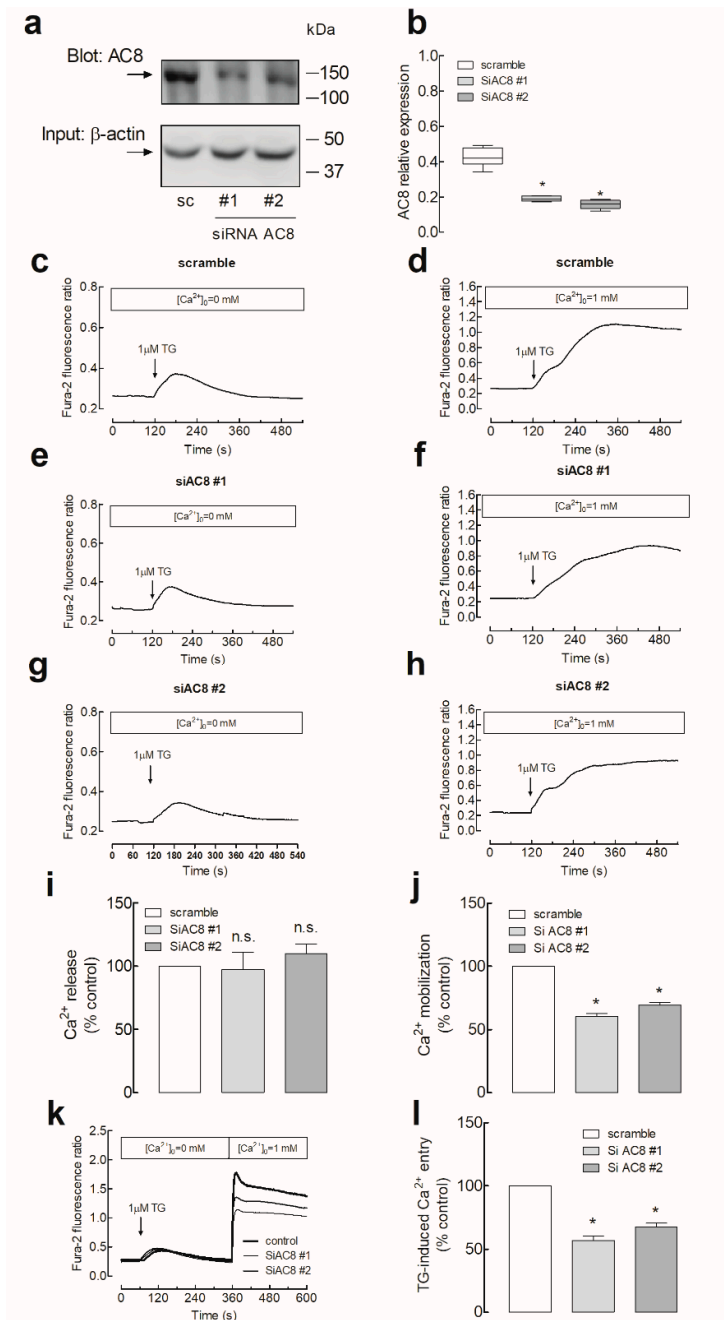 a
kDa
Blot: AC8
150
100
Input: β-actin
50
37
sc #1 #2
siRNA AC8
b
AC8 relative expression
1.0
0.8
0.6
0.4
0.2
0.0
scramble
SiAC8 #1
SiAC8 #2
*
*
c
scramble
Fura-2 fluorescence ratio
0.8
0.6
0.4
0.2
[Ca²⁺]₀=0 mM
1μM TG
0 120 240 360 480
Time (s)
d
scramble
Fura-2 fluorescence ratio
1.6
1.4
1.2
1.0
0.8
0.6
0.4
0.2
0.0
[Ca²⁺]₀=1 mM
1μM TG
0 120 240 360 480
Time (s)
e
siAC8 #1
Fura-2 fluorescence ratio
0.8
0.6
0.4
0.2
[Ca²⁺]₀=0 mM
1μM TG
0 120 240 360 480
Time (s)
f
siAC8 #1
Fura-2 fluorescence ratio
1.6
1.4
1.2
1.0
0.8
0.6
0.4
0.2
0.0
[Ca²⁺]₀=1 mM
1μM TG
0 120 240 360 480
Time (s)
g
siAC8 #2
Fura-2 fluorescence ratio
0.8
0.6
0.4
0.2
[Ca²⁺]₀=0 mM
1μM TG
0 60 120 180 240 300 360 420 480 540
Time (s)
h
siAC8 #2
Fura-2 fluorescence ratio
1.6
1.4
1.2
1.0
0.8
0.6
0.4
0.2
0.0
[Ca²⁺]₀=1 mM
1μM TG
0 120 240 360 480
Time (s)
i
Ca²⁺ release
(% control)
150
100
50
0
scramble
SiAC8 #1
SiAC8 #2
n.s.
n.s.
j
Ca²⁺ mobilization
(% control)
150
100
50
0
scramble
Si AC8 #1
Si AC8 #2
*
*
k
Fura-2 fluorescence ratio
2.5
2.0
1.5
1.0
0.5
0.0
[Ca²⁺]₀=0 mM [Ca²⁺]₀=1 mM
1μM TG
control
SiAC8 #1
SiAC8 #2
0 120 240 360 480 600
Time (s)
l
TG-induced Ca²⁺ entry
(% control)
150
100
50
0
scramble
Si AC8 #1
Si AC8 #2
*
*